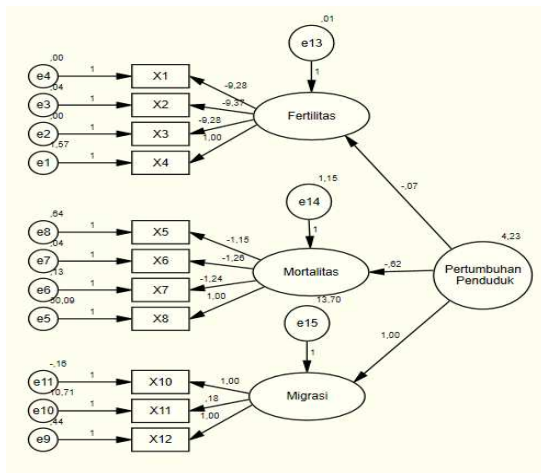 ,01
e13
1
,00
e4
1
X1
-9,28
,04
e3
1
X2
-9,37
,00
e2
1
X3
-9,28
1,57
e1
1
X4
1,00
Fertilitas
-,07
1,15
e14
1
,64
e8
1
X5
-1,15
,04
e7
1
X6
-1,26
,13
e6
1
X7
-1,24
50,09
e5
1
X8
1,00
Mortalitas
-,62
4,23
Pertumbuhan
Penduduk
13,70
e15
1
1,00
-,16
e11
1
X10
1,00
10,71
e10
1
X11
,18
,44
e9
1
X12
1,00
Migrasi